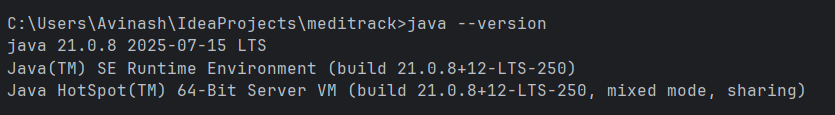 C:\Users\Avinash\IdeaProjects\meditrack>java --version
java 21.0.8 2025-07-15 LTS
Java(TM) SE Runtime Environment (build 21.0.8+12-LTS-250)
Java HotSpot(TM) 64-Bit Server VM (build 21.0.8+12-LTS-250, mixed mode, sharing)